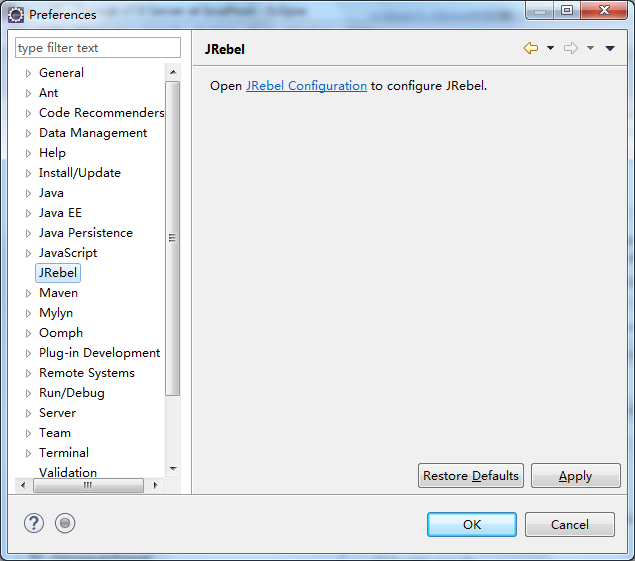 Preferences
type filter text
General
Ant
Code Recommenders
Data Management
Help
Install/Update
Java
Java EE
Java Persistence
JavaScript
JRebel
Maven
Mylyn
Oomph
Plug-in Development
Remote Systems
Run/Debug
Server
Team
Terminal
Validation
JRebel
Open JRebel Configuration to configure JRebel.
Restore Defaults
Apply
OK
Cancel